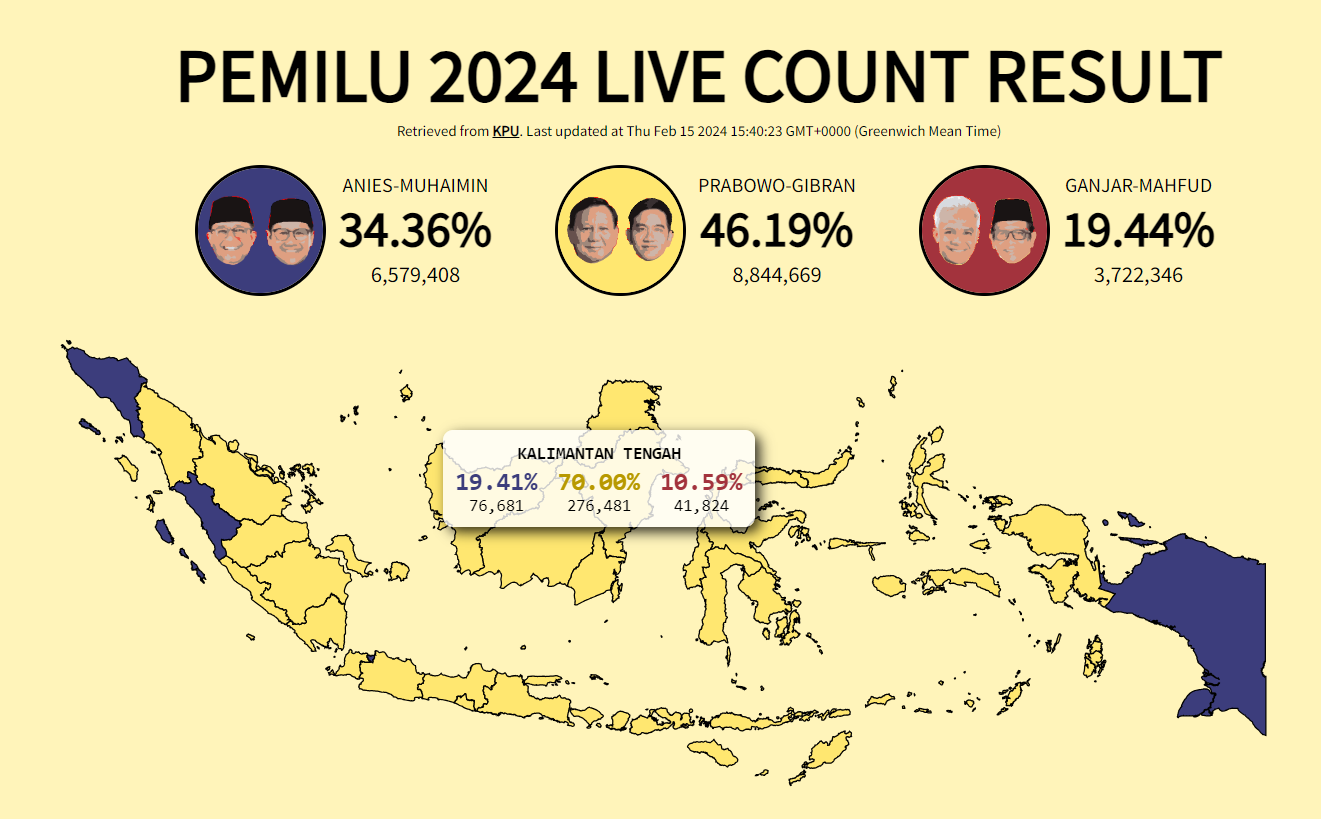 PEMILU 2024 LIVE COUNT RESULT
Retrieved from KPU. Last updated at Thu Feb 15 2024 15:40:23 GMT+0000 (Greenwich Mean Time)
ANIES-MUHAIMIN
34.36%
6,579,408
PRABOWO-GIBRAN
46.19%
8,844,669
GANJAR-MAHFUD
19.44%
3,722,346
KALIMANTAN TENGAH
19.41% 70.00% 10.59%
76,681 276,481 41,824